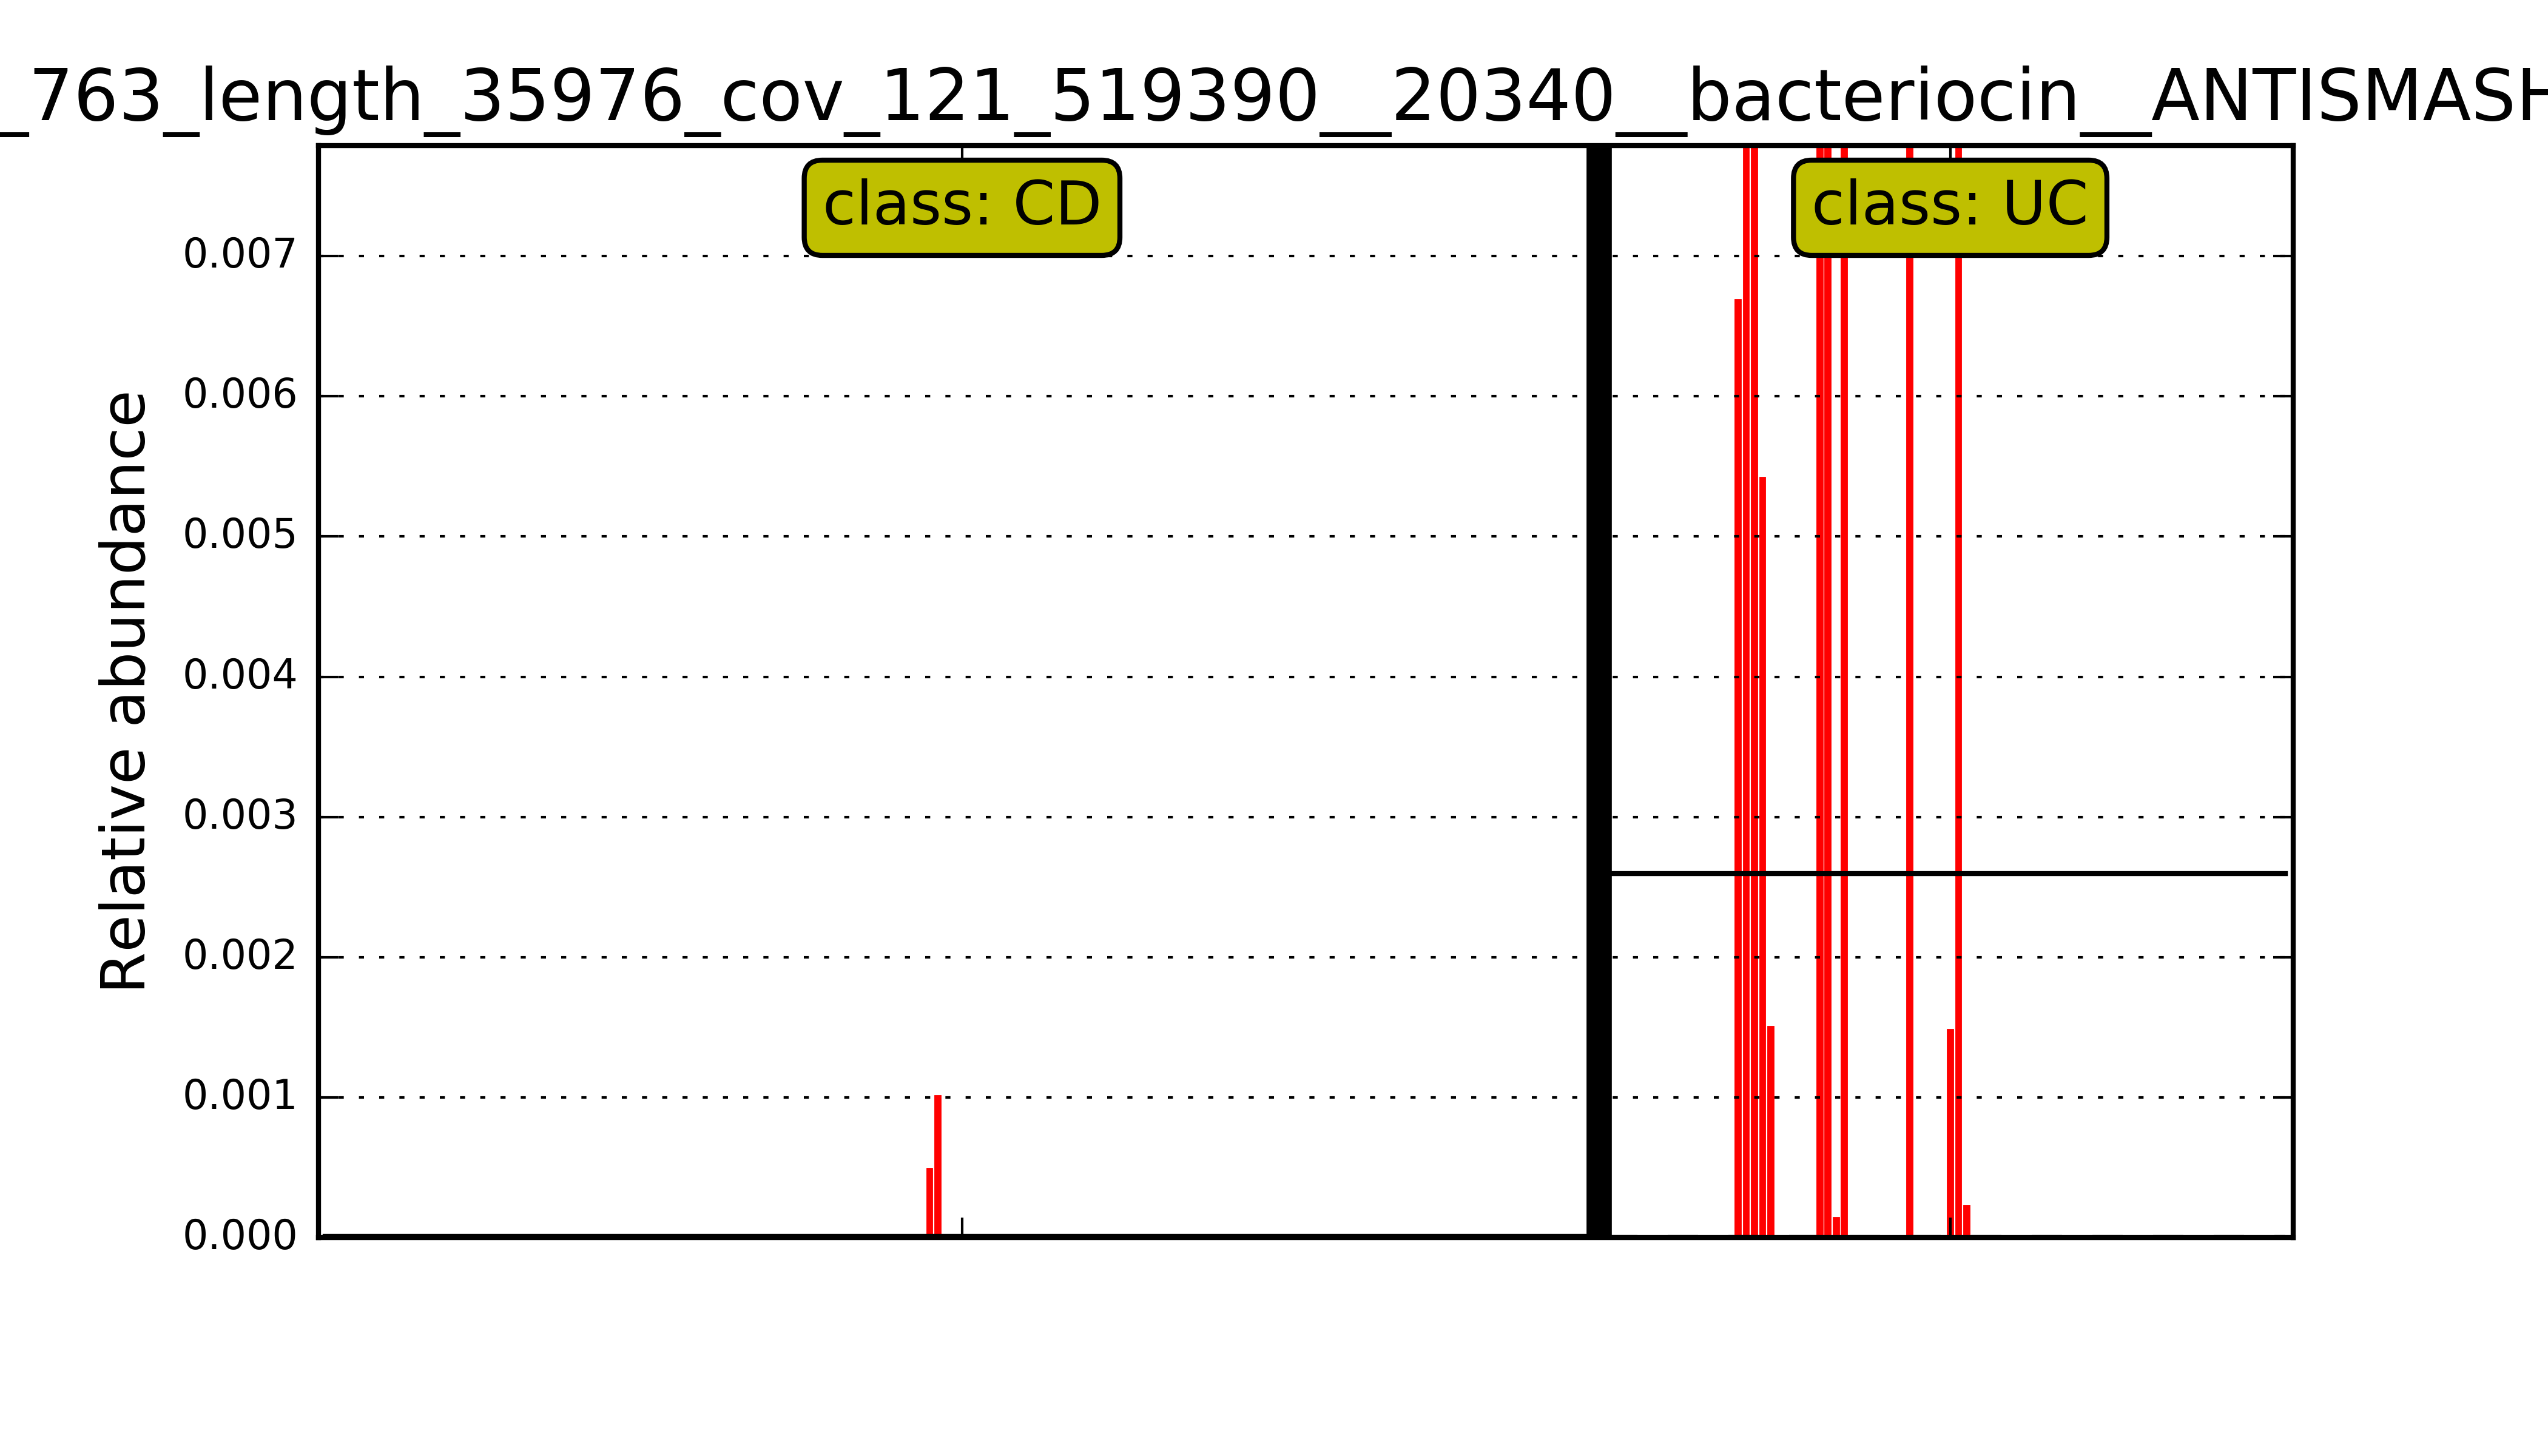 _763_length_35976_cov_121_519390__20340__bacteriocin__ANTISMASH
class: CD
class: UC
0.007
0.006
0.005
0.004
0.003
0.002
0.001
0.000
Relative abundance